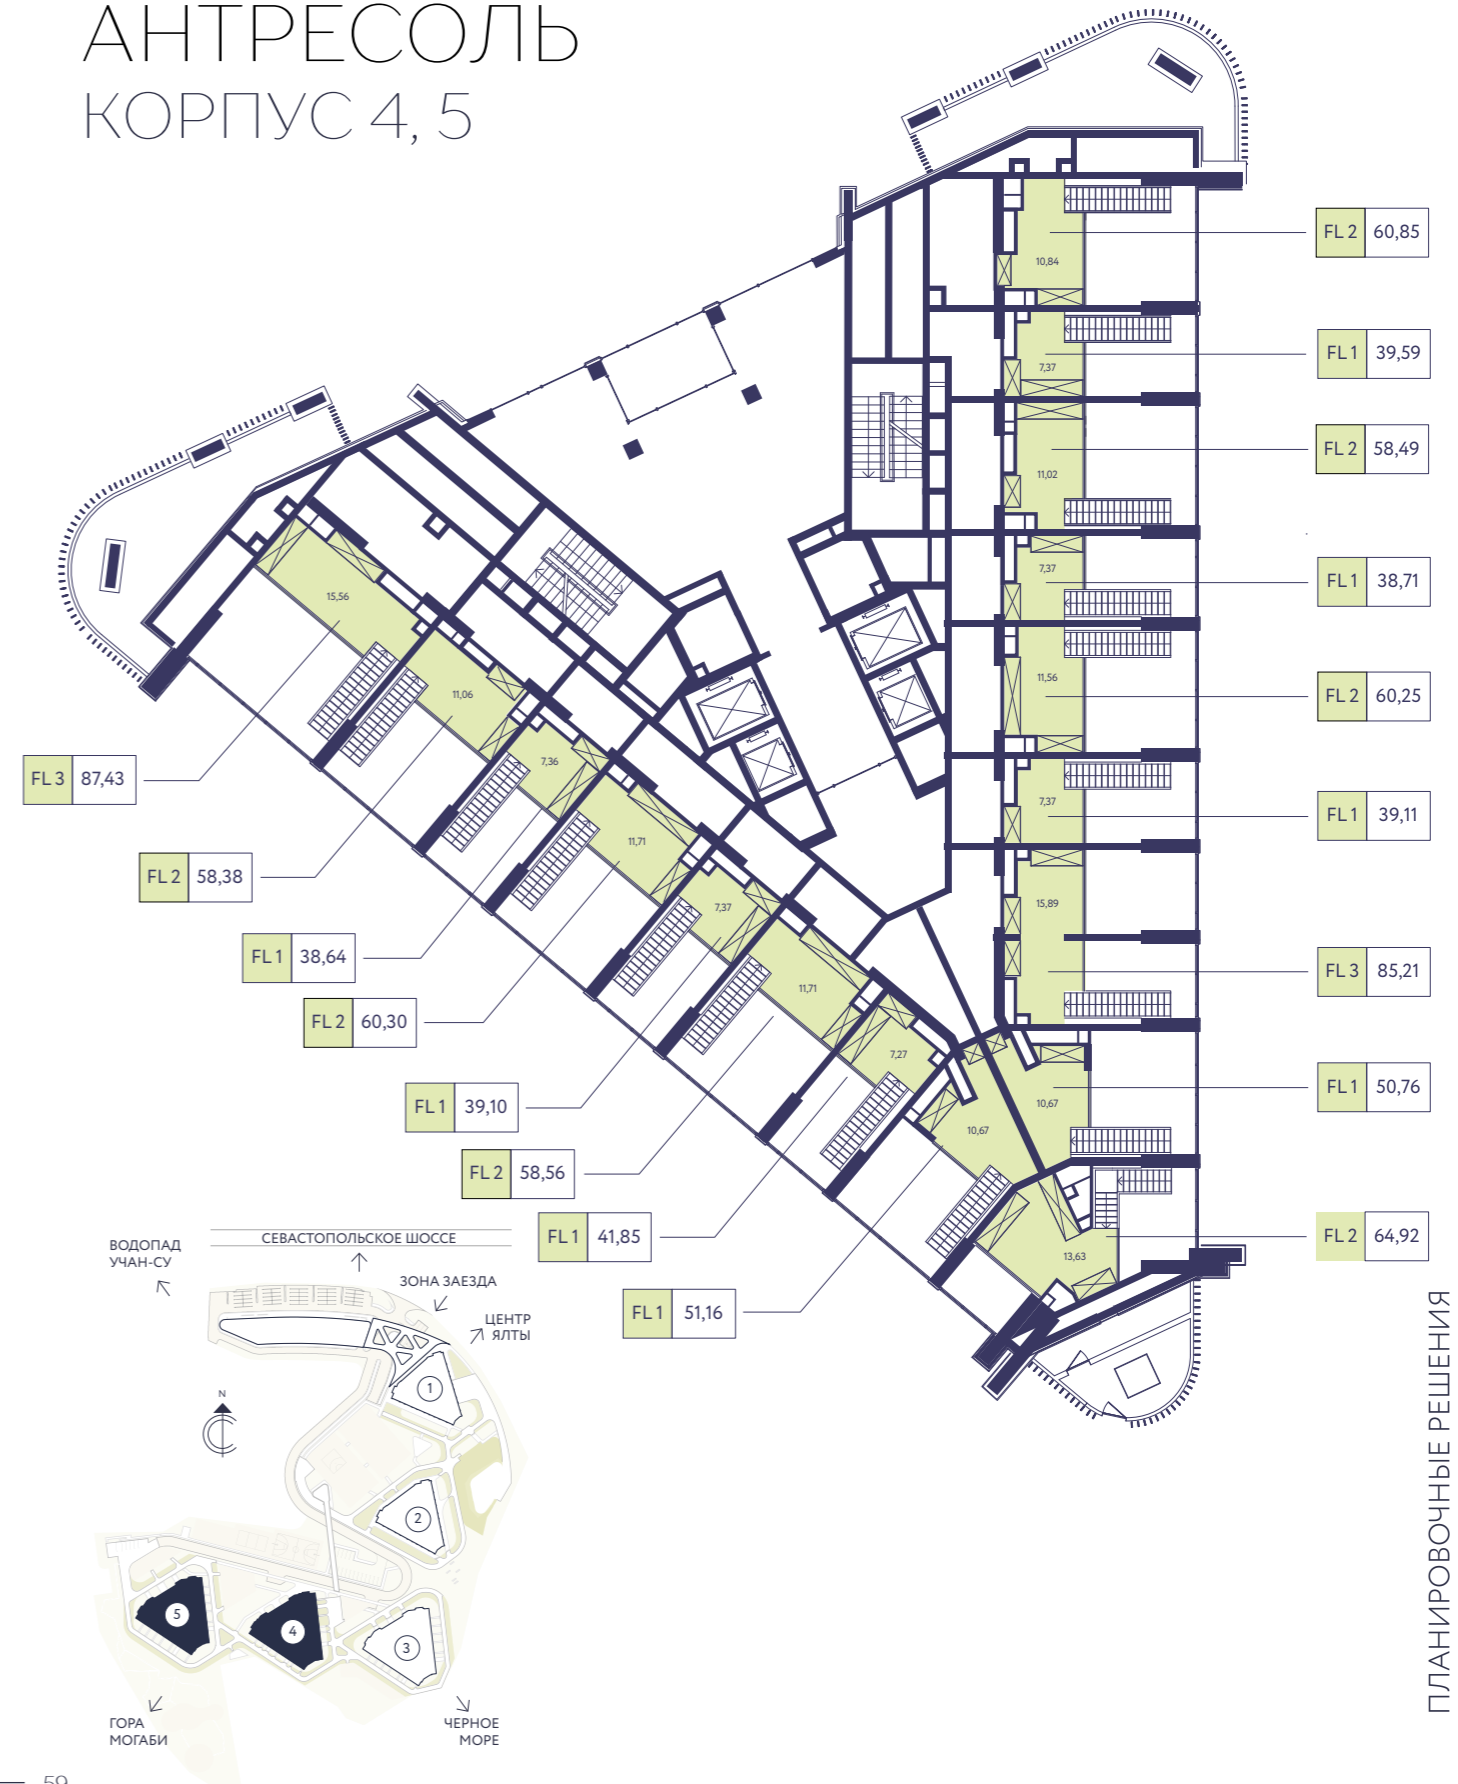 АНТРЕСОЛЬ
КОРПУС 4, 5
FL 2 60,85
10,84
FL 1 39,59
7,37
FL 2 58,49
11,02
FL 1 38,71
7,37
FL 2 60,25
11,56
FL 1 39,11
7,37
15,89
FL 3 85,21
FL 1 50,76
10,67
FL 2 64,92
13,63
15,56
FL 3 87,43
11,06
FL 2 58,38
7,36
FL 1 38,64
11,71
FL 2 60,30
7,37
FL 1 39,10
11,71
FL 2 58,56
7,27
FL 1 41,85
10,67
FL 1 51,16
СЕВАСТОПОЛЬСКОЕ ШОССЕ
ВОДОПАД
УЧАН-СУ
ЗОНА ЗАЕЗДА
ЦЕНТР
ЯЛТЫ
N
1
2
3
4
5
ГОРА
МОГАБИ
ЧЕРНОЕ
МОРЕ
ПЛАНИРОВОЧНЫЕ РЕШЕНИЯ
59